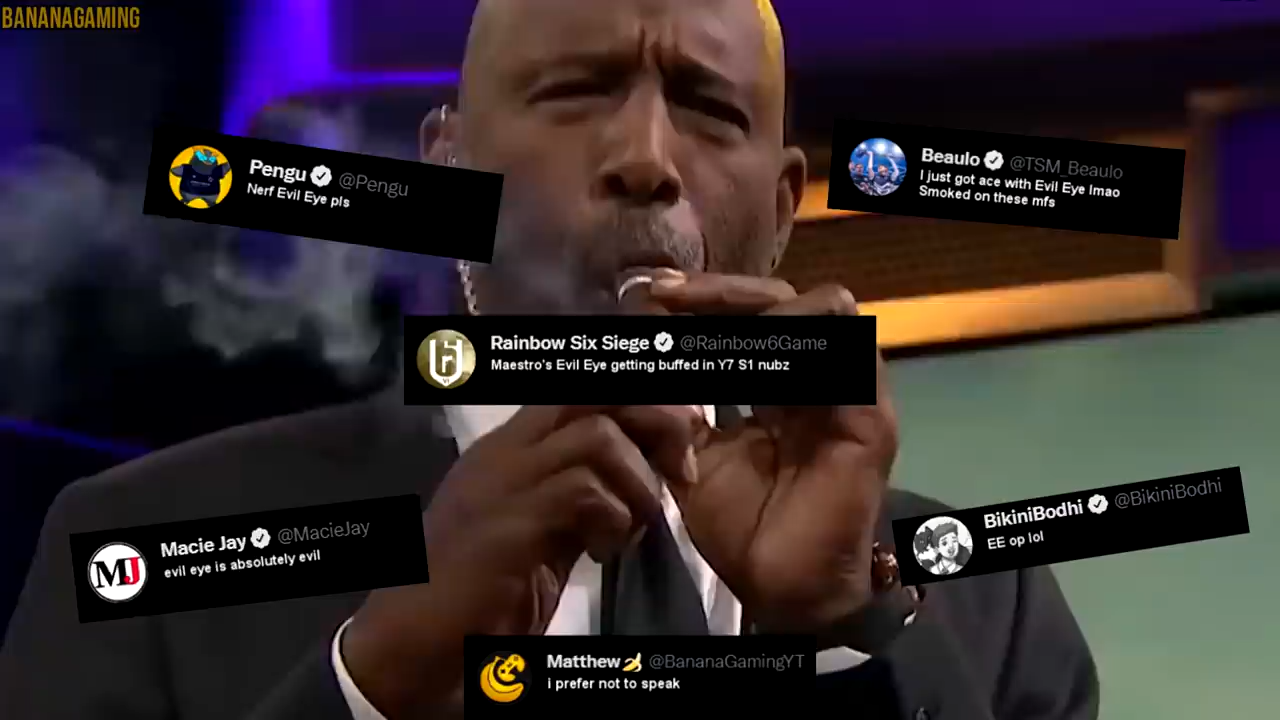 BANANAGAMING
Pengu @Pengu
Nerf Evil Eye pls
Beaulo @TSM_Beaulo
I just got ace with Evil Eye lmao
Smoked on these mfs
Rainbow Six Siege @Rainbow6Game
Maestro's Evil Eye getting buffed in Y7 S1 nubz
MJ
Macie Jay @MacieJay
evil eye is absolutely evil
BikiniBodhi @BikiniBodhi
EE op lol
Matthew🍌 @BananaGamingYT
i prefer not to speak